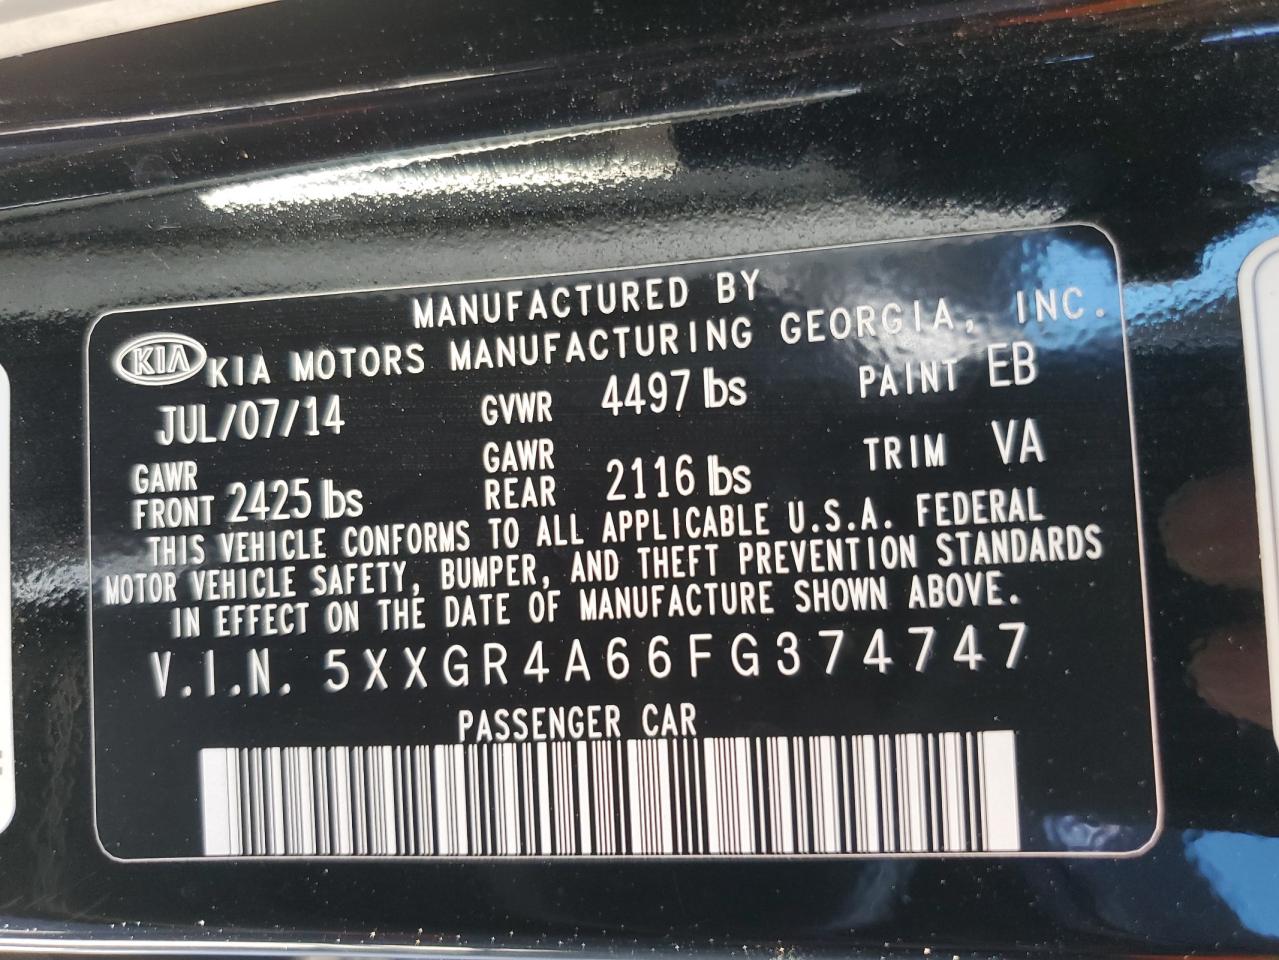 MANUFACTURED BY
KIA KIA MOTORS MANUFACTURING GEORGIA, INC.
JUL/07/14 GVWR 4497 lbs PAINT EB
GAWR FRONT 2425 lbs GAWR REAR 2116 lbs TRIM VA
THIS VEHICLE CONFORMS TO ALL APPLICABLE U.S.A. FEDERAL
MOTOR VEHICLE SAFETY, BUMPER, AND THEFT PREVENTION STANDARDS
IN EFFECT ON THE DATE OF MANUFACTURE SHOWN ABOVE.
V.I.N. 5XXGR4A66FG374747
PASSENGER CAR